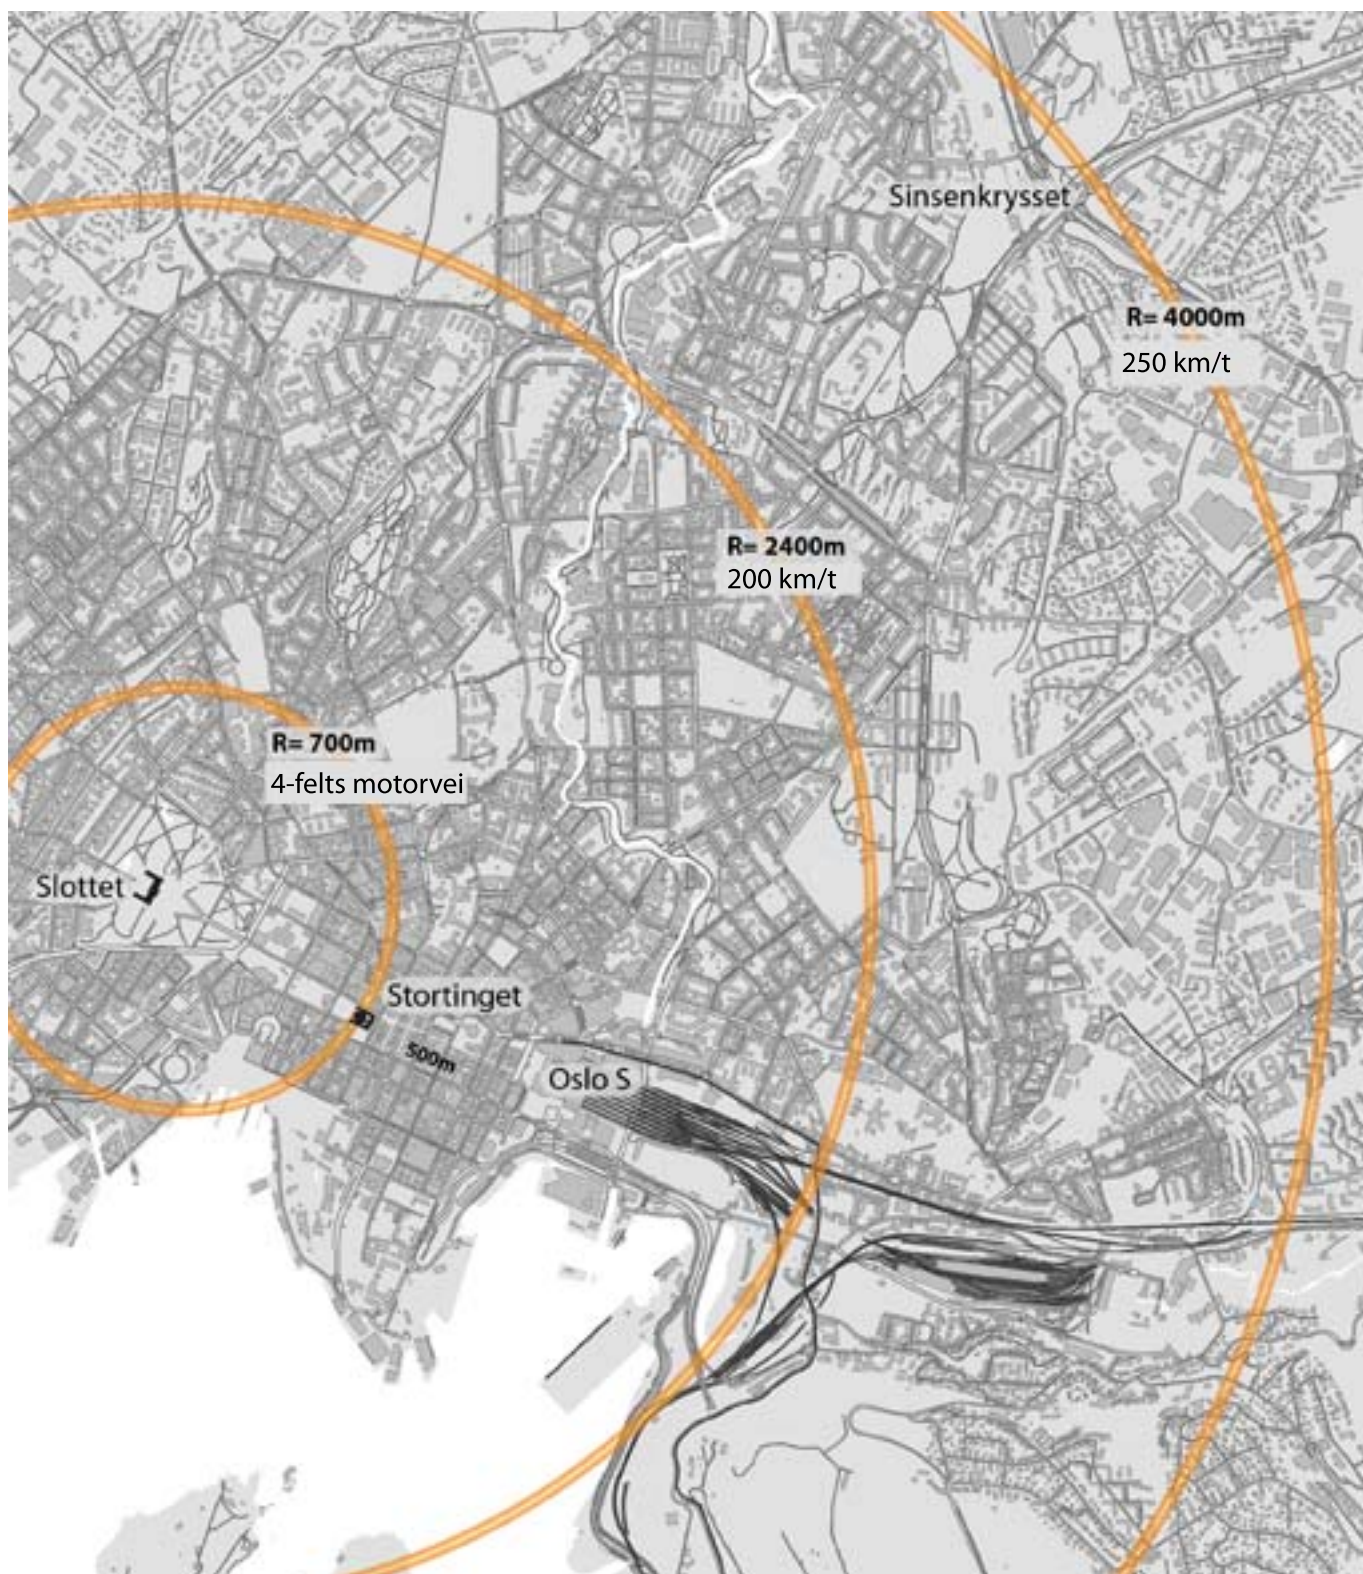 Sinsenkrysset
R= 4000m
250 km/t
R= 2400m
200 km/t
R= 700m
4-felts motorvei
Slottet
Stortinget
500m
Oslo S